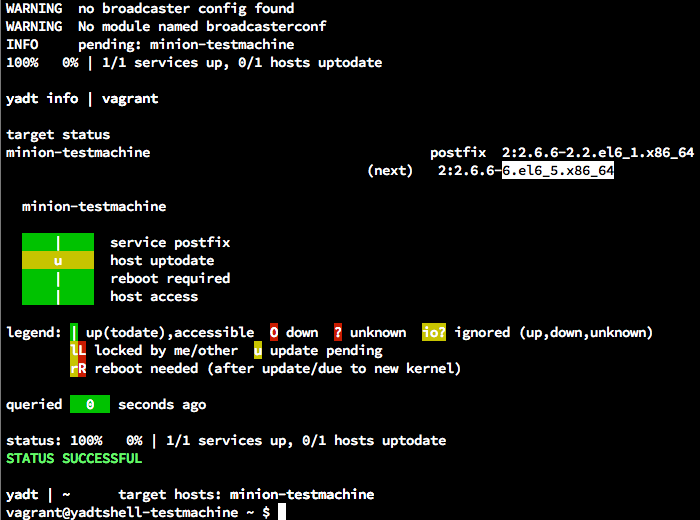 WARNING  no broadcaster config found
WARNING  No module named broadcasterconf
INFO     pending: minion-testmachine
100%   0% | 1/1 services up, 0/1 hosts uptodate
yadt info | vagrant
target status
minion-testmachine                                   postfix  2:2.6.6-2.2.el6_1.x86_64
(next)   2:2.6.6-6.el6_5.x86_64
minion-testmachine
|      service postfix
u      host uptodate
|      reboot required
|      host access
legend: | up(todate),accessible  O down  ? unknown  io? ignored (up,down,unknown)
lL locked by me/other  u update pending
rR reboot needed (after update/due to new kernel)
queried   0   seconds ago
status: 100%   0% | 1/1 services up, 0/1 hosts uptodate
STATUS SUCCESSFUL
yadt | ~      target hosts: minion-testmachine
vagrant@yadtshell-testmachine ~ $